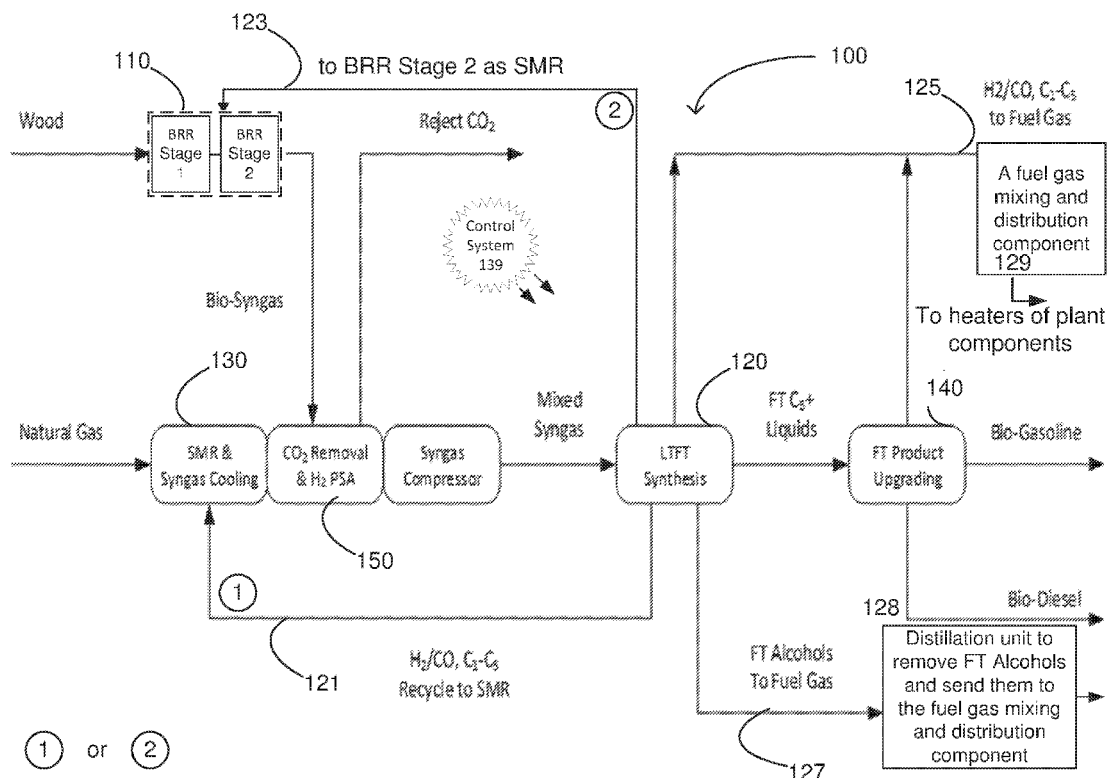 123
110
to BRR Stage 2 as SMR
100
125
H2/CO, C₁-C₅
to Fuel Gas
2
Wood
BRR
Stage
1
BRR
Stage
2
Reject CO₂
A fuel gas
mixing and
distribution
component
129
Control
System
139
To heaters of plant
components
Bio-Syngas
130
120
140
Natural Gas
SMR &
Syngas Cooling
CO₂ Removal
& H₂ PSA
Syngas
Compressor
Mixed
Syngas
LTFT
Synthesis
FT C₅+
Liquids
FT Product
Upgrading
Bio-Gasoline
150
1
128
Bio-Diesel
121
H₂/CO, C₁-C₅
Recycle to SMR
FT Alcohols
To Fuel Gas
Distillation unit to
remove FT Alcohols
and send them to
the fuel gas mixing
and distribution
component
127
1 or 2